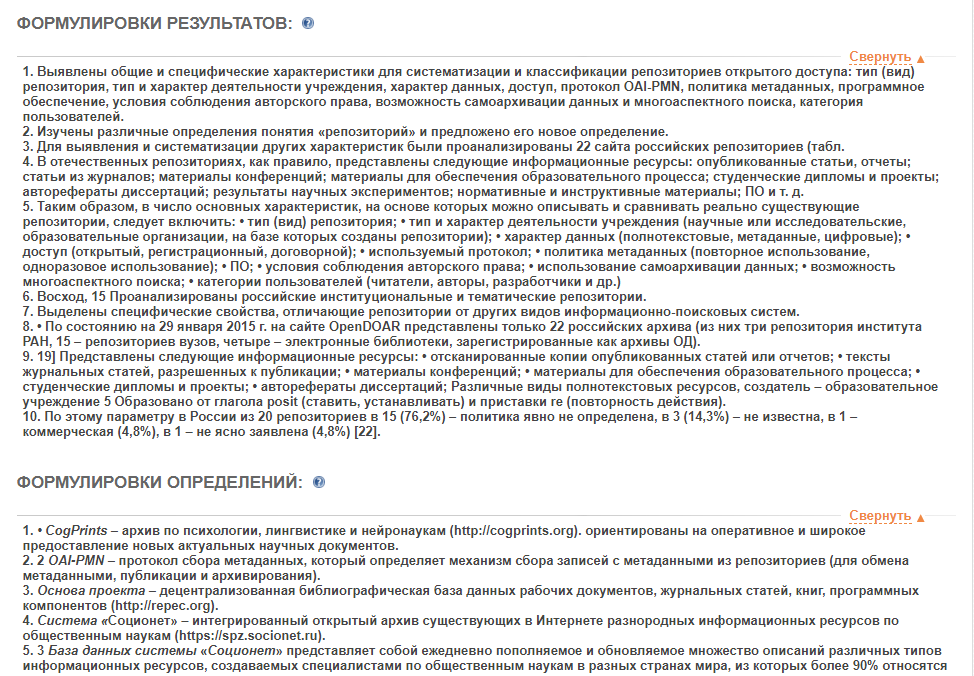 ФОРМУЛИРОВКИ РЕЗУЛЬТАТОВ: ?
Свернуть ▲
1. Выявлены общие и специфические характеристики для систематизации и классификации репозиториев открытого доступа: тип (вид)
репозитория, тип и характер деятельности учреждения, характер данных, доступ, протокол OAI-PMN, политика метаданных, программное
обеспечение, условия соблюдения авторского права, возможность самоархивации данных и многоаспектного поиска, категория
пользователей.
2. Изучены различные определения понятия «репозиторий» и предложено его новое определение.
3. Для выявления и систематизации других характеристик были проанализированы 22 сайта российских репозиториев (табл.
4. В отечественных репозиториях, как правило, представлены следующие информационные ресурсы: опубликованные статьи, отчеты;
статьи из журналов; материалы конференций; материалы для обеспечения образовательного процесса; студенческие дипломы и проекты;
авторефераты диссертаций; результаты научных экспериментов; нормативные и инструктивные материалы; ПО и т. д.
5. Таким образом, в число основных характеристик, на основе которых можно описывать и сравнивать реально существующие
репозитории, следует включить: • тип (вид) репозитория; • тип и характер деятельности учреждения (научные или исследовательские,
образовательные организации, на базе которых созданы репозитории); • характер данных (полнотекстовые, метаданные, цифровые); •
доступ (открытый, регистрационный, договорной); • используемый протокол; • политика метаданных (повторное использование,
одноразовое использование); • ПО; • условия соблюдения авторского права; • использование самоархивации данных; • возможность
многоаспектного поиска; • категории пользователей (читатели, авторы, разработчики и др.)
6. Восход, 15 Проанализированы российские институциональные и тематические репозитории.
7. Выделены специфические свойства, отличающие репозитории от других видов информационно-поисковых систем.
8. • По состоянию на 29 января 2015 г. на сайте OpenDOAR представлены только 22 российских архива (из них три репозитория института
РАН, 15 – репозиториев вузов, четыре – электронные библиотеки, зарегистрированные как архивы ОД).
9. 19] Представлены следующие информационные ресурсы: • отсканированные копии опубликованных статей или отчетов; • тексты
журнальных статей, разрешенных к публикации; • материалы конференций; • материалы для обеспечения образовательного процесса; •
студенческие дипломы и проекты; • авторефераты диссертаций; Различные виды полнотекстовых ресурсов, создатель – образовательное
учреждение 5 Образовано от глагола posit (ставить, устанавливать) и приставки re (повторность действия).
10. По этому параметру в России из 20 репозиториев в 15 (76,2%) – политика явно не определена, в 3 (14,3%) – не известна, в 1 –
коммерческая (4,8%), в 1 – не ясно заявлена (4,8%) [22].
ФОРМУЛИРОВКИ ОПРЕДЕЛЕНИЙ: ?
Свернуть ▲
1. • CogPrints – архив по психологии, лингвистике и нейронаукам (http://cogprints.org). ориентированы на оперативное и широкое
предоставление новых актуальных научных документов.
2. 2 OAI-PMN – протокол сбора метаданных, который определяет механизм сбора записей с метаданными из репозиториев (для обмена
метаданными, публикации и архивирования).
3. Основа проекта – децентрализованная библиографическая база данных рабочих документов, журнальных статей, книг, программных
компонентов (http://repec.org).
4. Система «Соционет» – интегрированный открытый архив существующих в Интернете разнородных информационных ресурсов по
общественным наукам (https://spz.socionet.ru).
5. 3 База данных системы «Соционет» представляет собой ежедневно пополняемое и обновляемое множество описаний различных типов
информационных ресурсов, создаваемых специалистами по общественным наукам в разных странах мира, из которых более 90% относятся